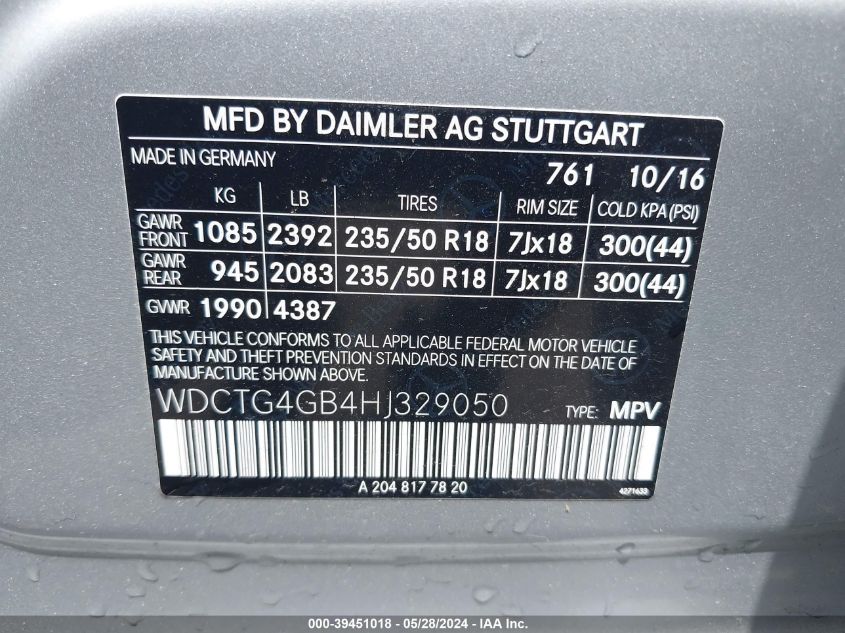 MFD BY DAIMLER AG STUTTGART
MADE IN GERMANY 761 10/16
KG LB TIRES RIM SIZE COLD KPA (PSI)
GAWR FRONT 1085 2392 235/50 R18 7Jx18 300(44)
GAWR REAR 945 2083 235/50 R18 7Jx18 300(44)
GVWR 1990 4387
THIS VEHICLE CONFORMS TO ALL APPLICABLE FEDERAL MOTOR VEHICLE
SAFETY AND THEFT PREVENTION STANDARDS IN EFFECT ON THE DATE OF
MANUFACTURE SHOWN ABOVE.
WDCTG4GB4HJ329050 TYPE: MPV
A 204 817 78 20
4271633
000-39451018 - 05/28/2024 - IAA Inc.